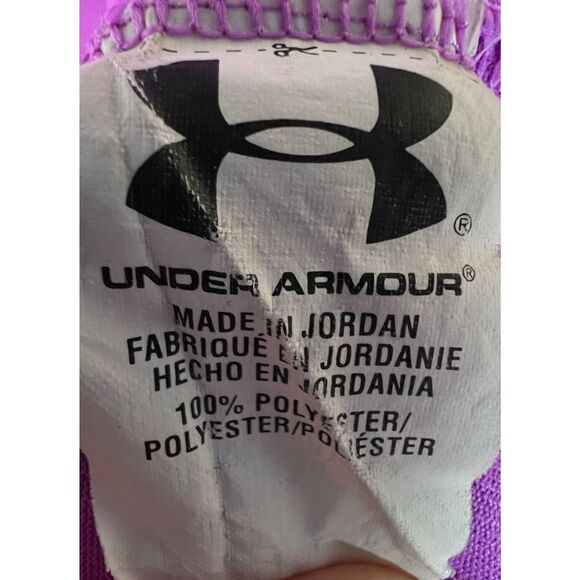 ®
UNDER ARMOUR®
MADE IN JORDAN
FABRIQUÉ EN JORDANIE
HECHO EN JORDANIA
100% POLYESTER/
POLYESTER/POLIÉSTER